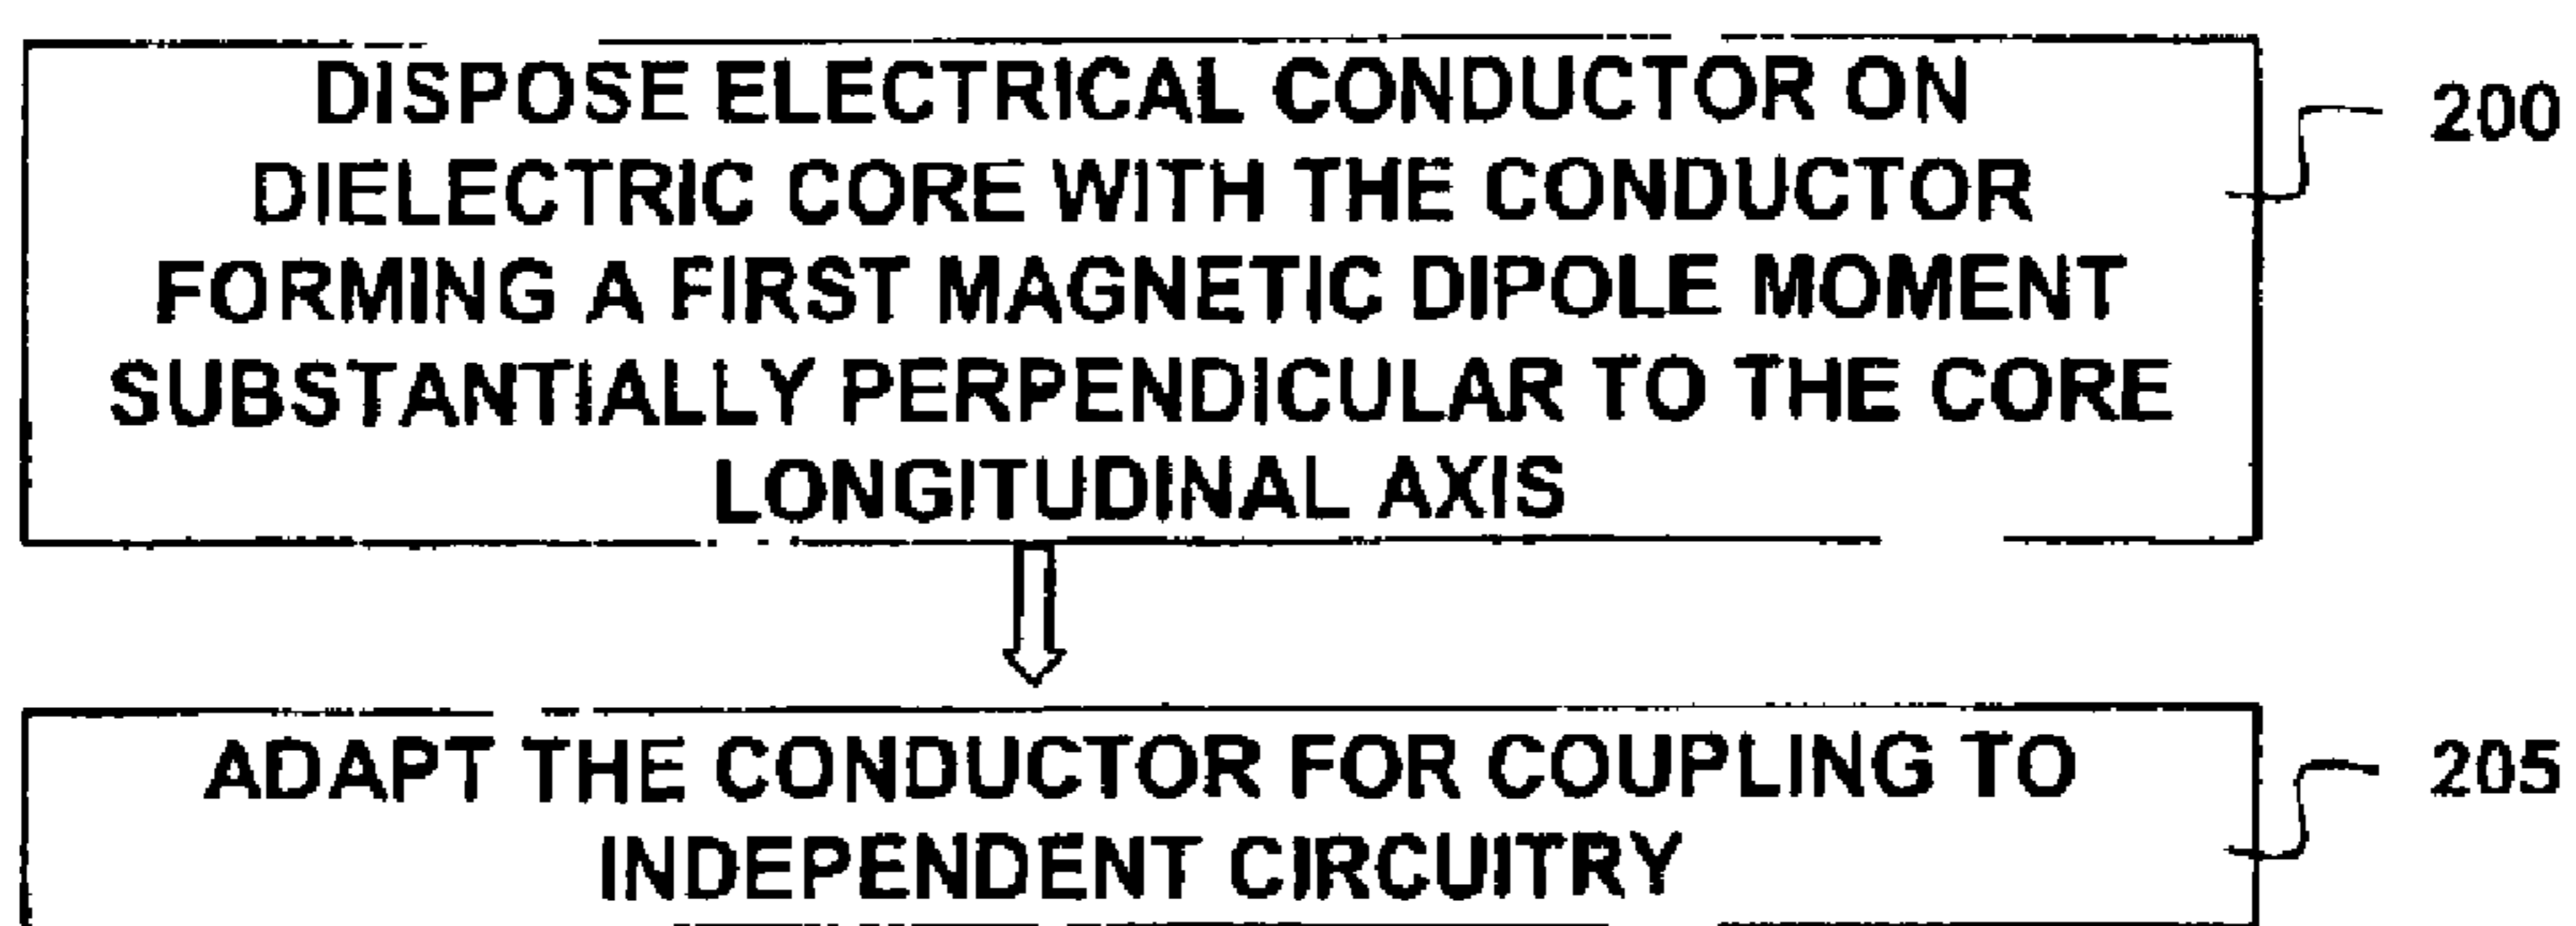 DISPOSE ELECTRICAL CONDUCTOR ON
DIELECTRIC CORE WITH THE CONDUCTOR
FORMING A FIRST MAGNETIC DIPOLE MOMENT
SUBSTANTIALLY PERPENDICULAR TO THE CORE
LONGITUDINAL AXIS
200
ADAPT THE CONDUCTOR FOR COUPLING TO
INDEPENDENT CIRCUITRY
205